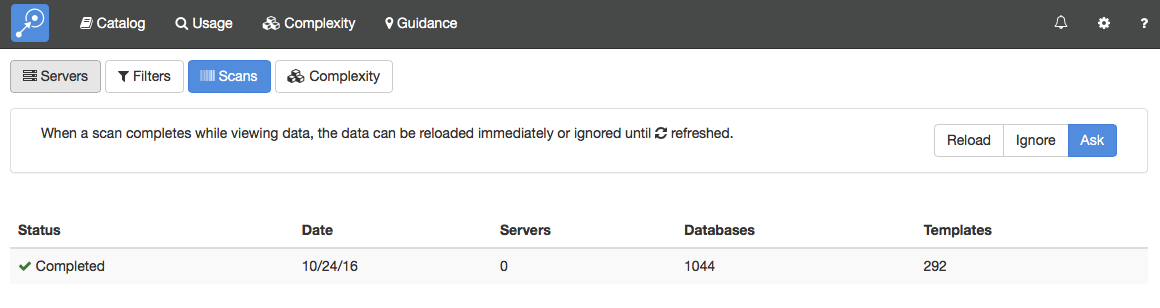 Catalog Usage Complexity Guidance ?
Servers Filters Scans Complexity
When a scan completes while viewing data, the data can be reloaded immediately or ignored until refreshed.
Reload Ignore Ask
Status Date Servers Databases Templates
Completed 10/24/16 0 1044 292